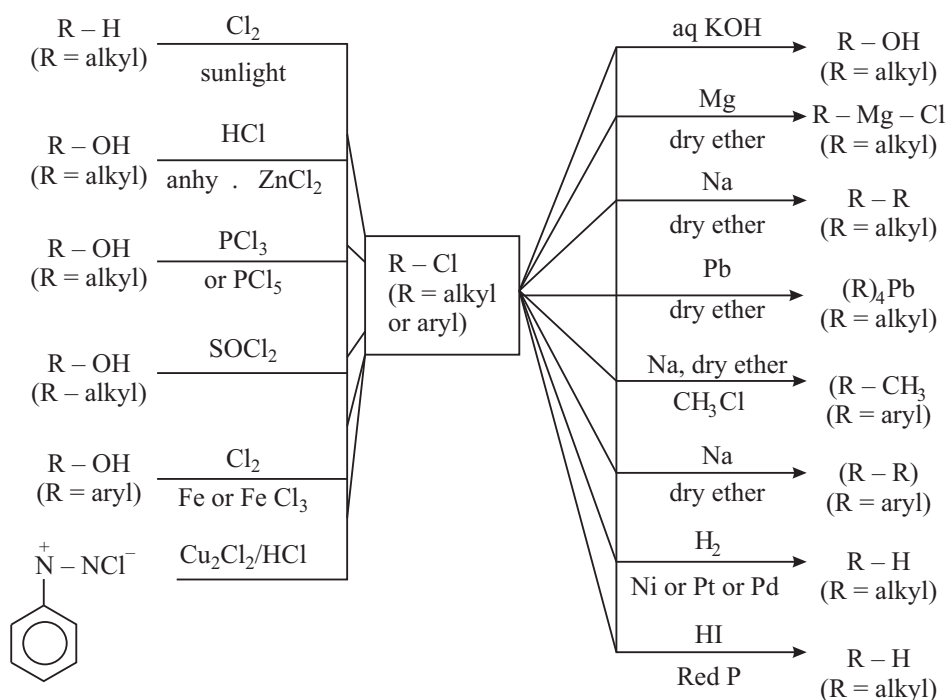 R – H
(R = alkyl)
Cl₂
sunlight
R – OH
(R = alkyl)
HCl
anhy . ZnCl₂
R – OH
(R = alkyl)
PCl₃
or PCl₅
R – OH
(R – alkyl)
SOCl₂
R – OH
(R = aryl)
Cl₂
Fe or Fe Cl₃
N⁺ – NCl⁻
Cu₂Cl₂/HCl
R – Cl
(R = alkyl
or aryl)
aq KOH
R – OH
(R = alkyl)
Mg
dry ether
R – Mg – Cl
(R = alkyl)
Na
dry ether
R – R
(R = alkyl)
Pb
dry ether
(R)₄Pb
(R = alkyl)
Na, dry ether
CH₃Cl
(R – CH₃
(R = aryl)
Na
dry ether
(R – R)
(R = aryl)
H₂
Ni or Pt or Pd
R – H
(R = alkyl)
HI
Red P
R – H
(R = alkyl)